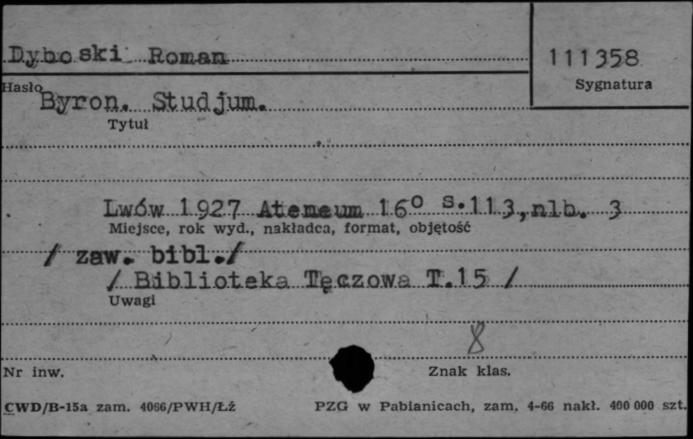 Dyboski Roman
111358
Hasło
Sygnatura
Byron. Studjum.
Tytuł
Lwów 1927 Ateneum 16° s.113,nlb. 3
Miejsce, rok wyd., nakładca, format, objętość
/ zaw. bibl./
/ Biblioteka Tęczowa T.15 /
Uwagi
8
Nr inw.
Znak klas.
CWD/B-15a zam. 4066/PWH/Łź PZG w Pabianicach, zam. 4-66 nakł. 400 000 szt.